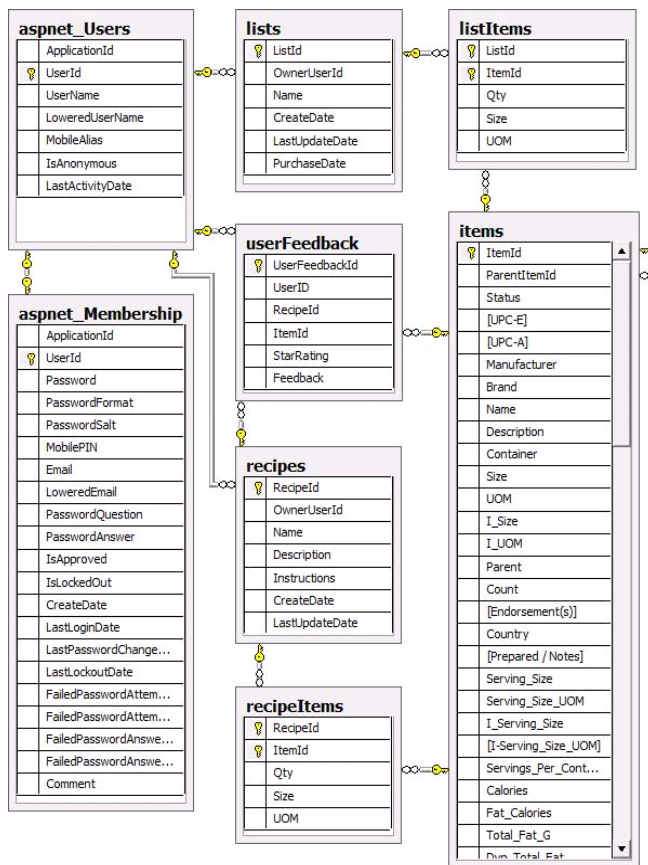 aspnet_Users
ApplicationId
UserId
UserName
LoweredUserName
MobileAlias
IsAnonymous
LastActivityDate
lists
ListId
OwnerUserId
Name
CreateDate
LastUpdateDate
PurchaseDate
listItems
ListId
ItemId
Qty
Size
UOM
userFeedback
UserFeedbackId
UserID
RecipeId
ItemId
StarRating
Feedback
items
ItemId
ParentItemId
Status
[UPC-E]
[UPC-A]
Manufacturer
Brand
Name
Description
Container
Size
UOM
I_Size
I_UOM
Parent
Count
[Endorsement(s)]
Country
[Prepared / Notes]
Serving_Size
Serving_Size_UOM
I_Serving_Size
[I-Serving_Size_UOM]
Servings_Per_Cont...
Calories
Fat_Calories
Total_Fat_G
Dyn_Total_Fat
aspnet_Membership
ApplicationId
UserId
Password
PasswordFormat
PasswordSalt
MobilePIN
Email
LoweredEmail
PasswordQuestion
PasswordAnswer
IsApproved
IsLockedOut
CreateDate
LastLoginDate
LastPasswordChange...
LastLockoutDate
FailedPasswordAttem...
FailedPasswordAttem...
FailedPasswordAnswe...
FailedPasswordAnswe...
Comment
recipes
RecipeId
OwnerUserId
Name
Description
Instructions
CreateDate
LastUpdateDate
recipeItems
RecipeId
ItemId
Qty
Size
UOM